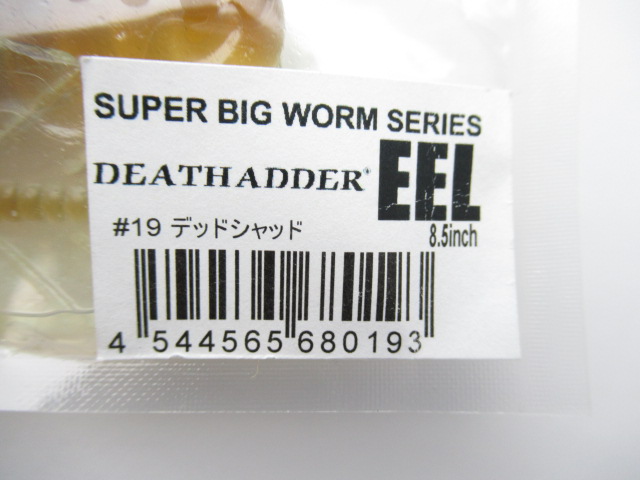 SUPER BIG WORM SERIES
DEATHADDER® EEL
#19 デッドシャッド 8.5inch
4 544565 680193